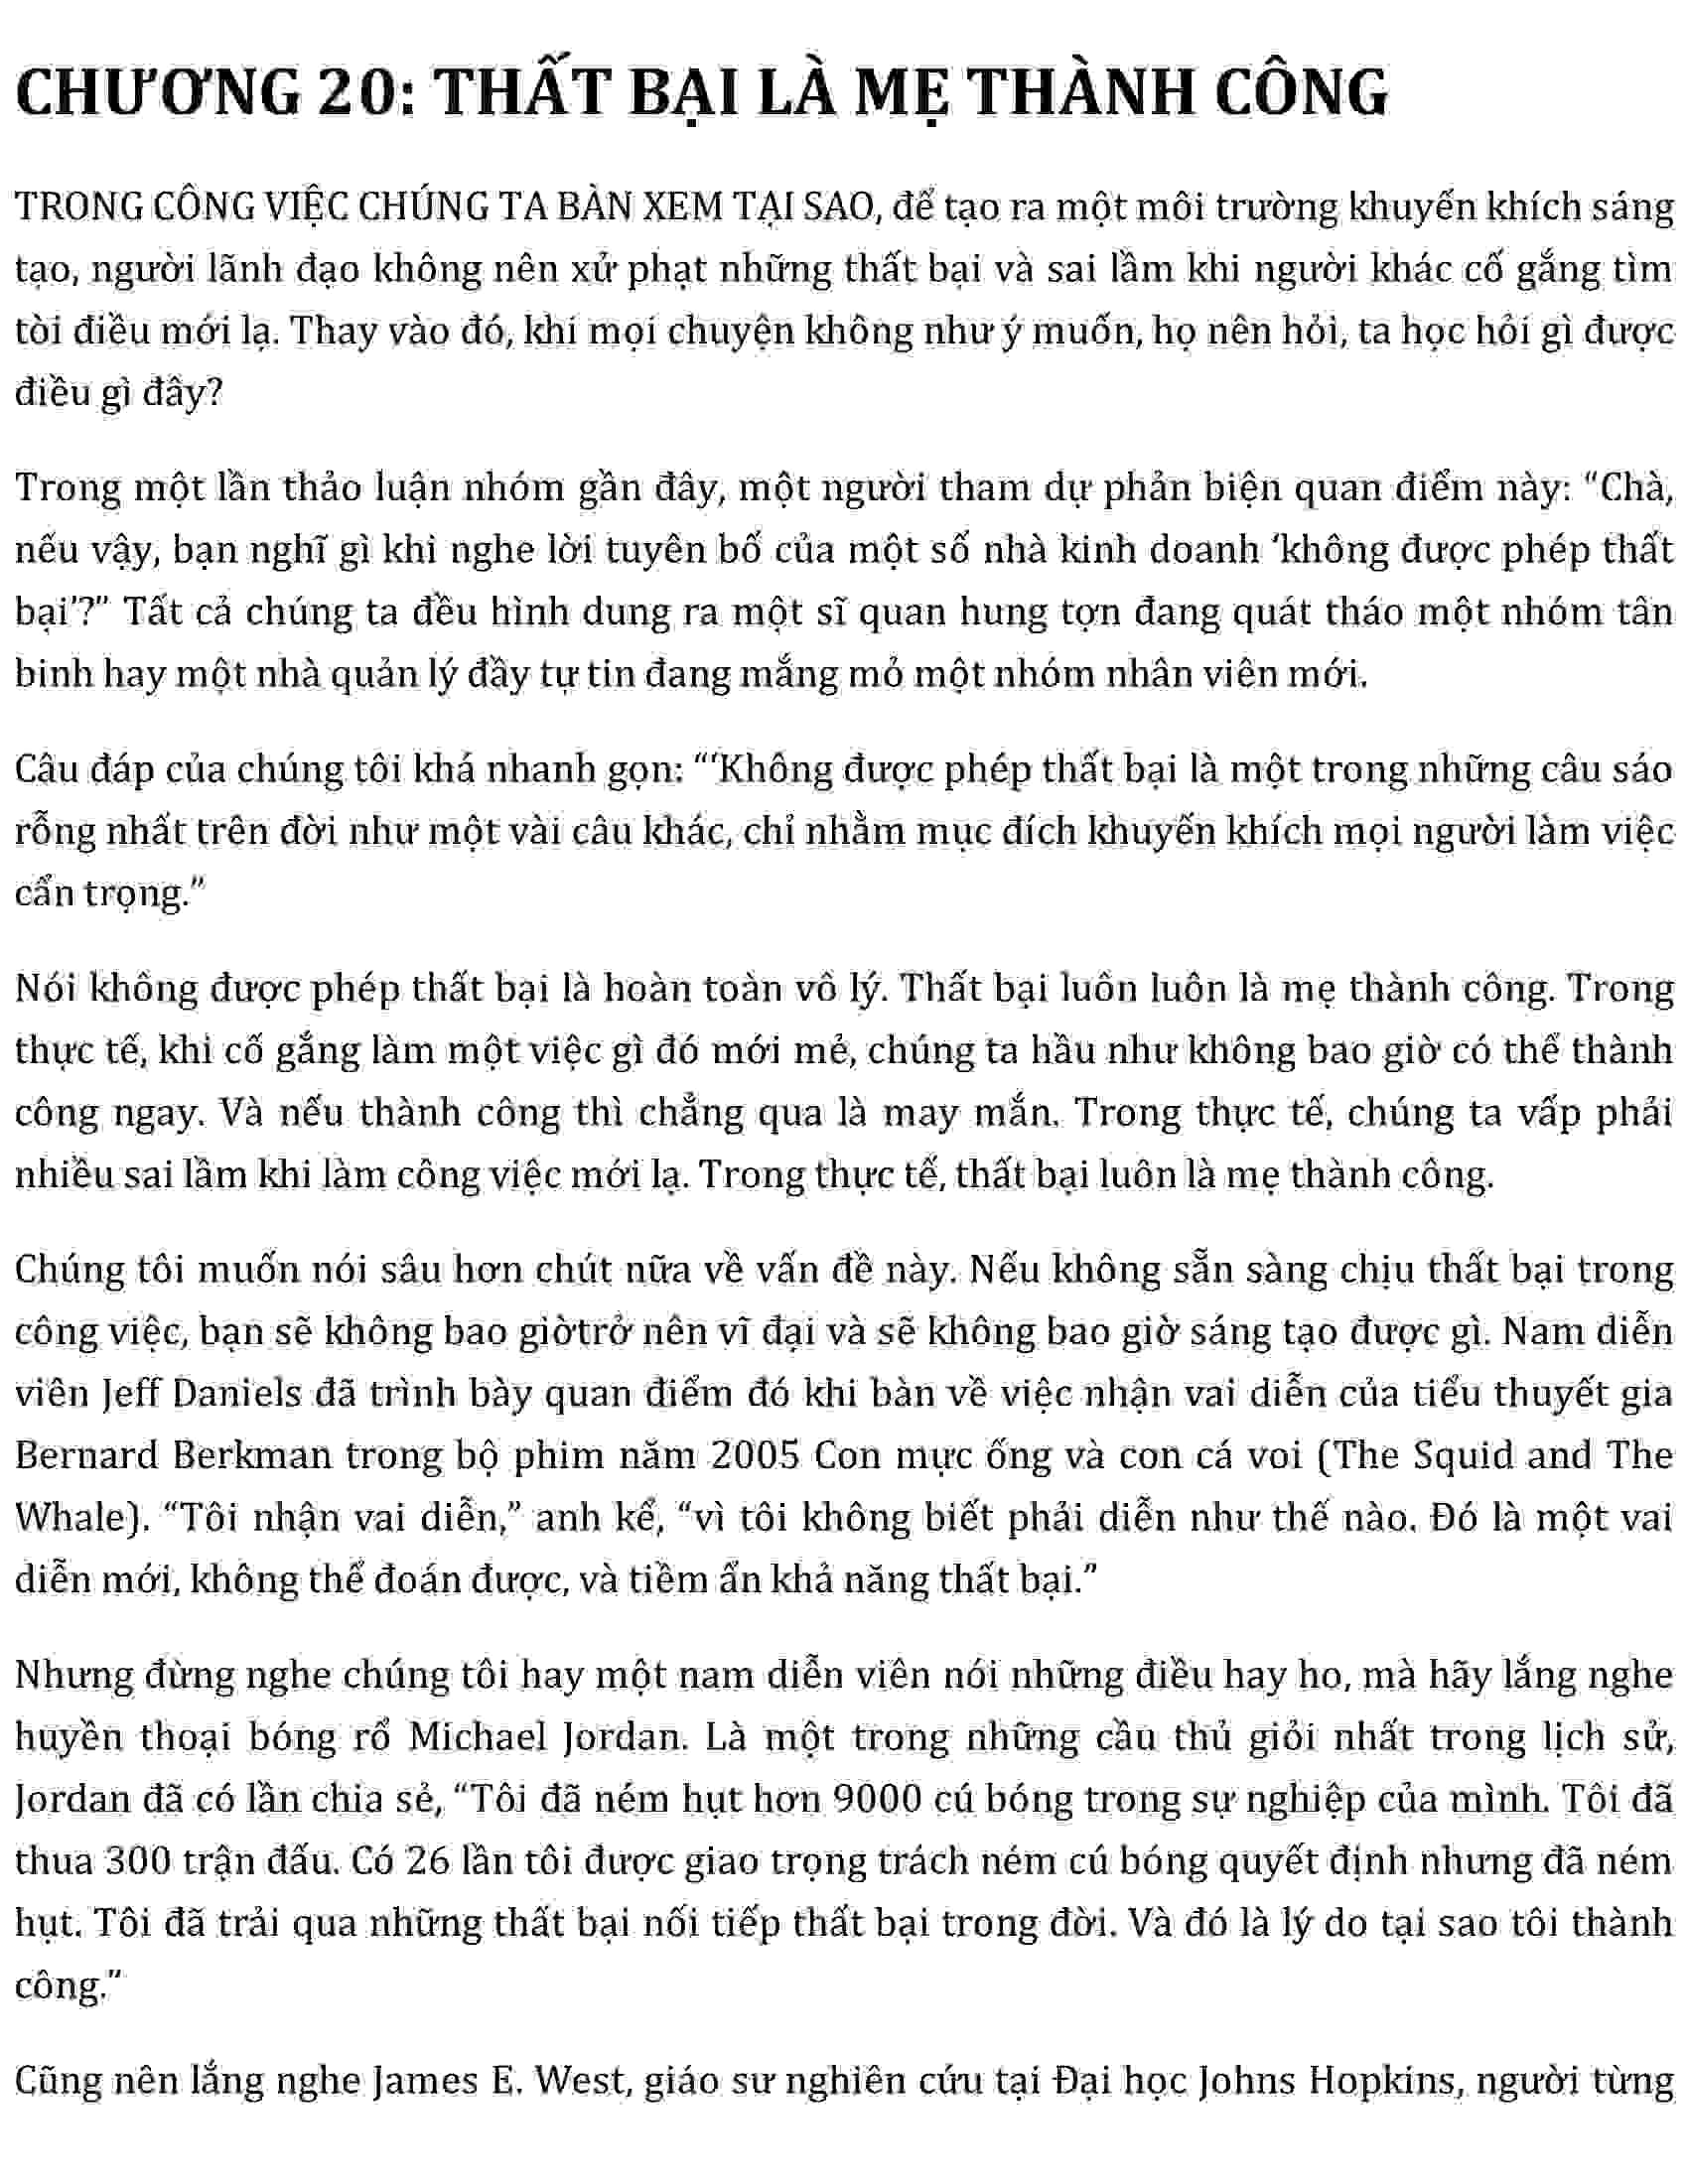 CHƯƠNG 20: THẤT BẠI LÀ MẸ THÀNH CÔNG
TRONG CÔNG VIỆC CHÚNG TA BÀN XEM TẠI SAO, để tạo ra một môi trường khuyến khích sáng
tạo, người lãnh đạo không nên xử phạt những thất bại và sai lầm khi người khác cố gắng tìm
tòi điều mới lạ. Thay vào đó, khi mọi chuyện không như ý muốn, họ nên hỏi, ta học hỏi gì được
điều gì đây?
Trong một lần thảo luận nhóm gần đây, một người tham dự phản biện quan điểm này: “Chà,
nếu vậy, bạn nghĩ gì khi nghe lời tuyên bố của một số nhà kinh doanh ‘không được phép thất
bại’?” Tất cả chúng ta đều hình dung ra một sĩ quan hung tợn đang quát tháo một nhóm tân
binh hay một nhà quản lý đầy tự tin đang mắng mỏ một nhóm nhân viên mới.
Câu đáp của chúng tôi khá nhanh gọn: “‘Không được phép thất bại là một trong những câu sáo
rỗng nhất trên đời như một vài câu khác, chỉ nhằm mục đích khuyến khích mọi người làm việc
cẩn trọng.”
Nói không được phép thất bại là hoàn toàn vô lý. Thất bại luôn luôn là mẹ thành công. Trong
thực tế, khi cố gắng làm một việc gì đó mới mẻ, chúng ta hầu như không bao giờ có thể thành
công ngay. Và nếu thành công thì chẳng qua là may mắn. Trong thực tế, chúng ta vấp phải
nhiều sai lầm khi làm công việc mới lạ. Trong thực tế, thất bại luôn là mẹ thành công.
Chúng tôi muốn nói sâu hơn chút nữa về vấn đề này. Nếu không sẵn sàng chịu thất bại trong
công việc, bạn sẽ không bao giờtrở nên vĩ đại và sẽ không bao giờ sáng tạo được gì. Nam diễn
viên Jeff Daniels đã trình bày quan điểm đó khi bàn về việc nhận vai diễn của tiểu thuyết gia
Bernard Berkman trong bộ phim năm 2005 Con mực ống và con cá voi (The Squid and The
Whale). “Tôi nhận vai diễn,” anh kể, “vì tôi không biết phải diễn như thế nào. Đó là một vai
diễn mới, không thể đoán được, và tiềm ẩn khả năng thất bại.”
Nhưng đừng nghe chúng tôi hay một nam diễn viên nói những điều hay ho, mà hãy lắng nghe
huyền thoại bóng rổ Michael Jordan. Là một trong những cầu thủ giỏi nhất trong lịch sử,
Jordan đã có lần chia sẻ, “Tôi đã ném hụt hơn 9000 cú bóng trong sự nghiệp của mình. Tôi đã
thua 300 trận đấu. Có 26 lần tôi được giao trọng trách ném cú bóng quyết định nhưng đã ném
hụt. Tôi đã trải qua những thất bại nối tiếp thất bại trong đời. Và đó là lý do tại sao tôi thành
công.”
Cũng nên lắng nghe James E. West, giáo sư nghiên cứu tại Đại học Johns Hopkins, người từng